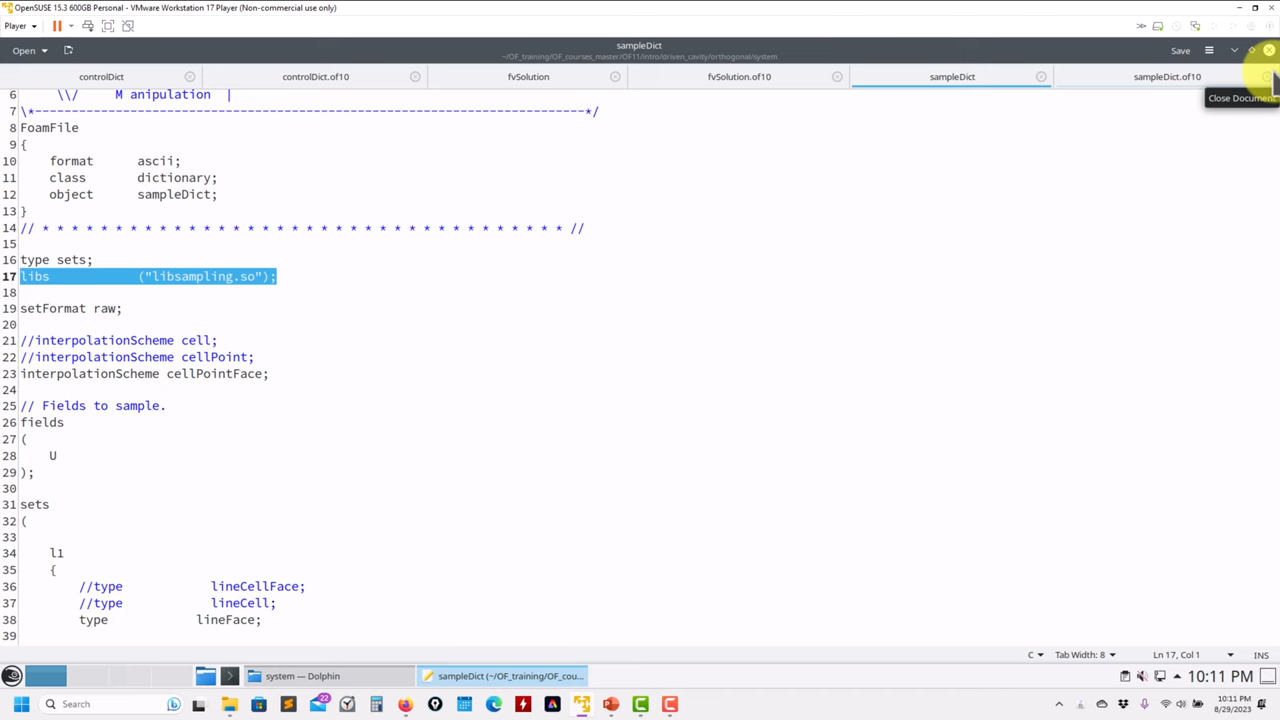 OpenSUSE 15.3 600GB Personal - VMware Workstation 17 Player (Non-commercial use only)
Player
Open
sampleDict
~/OF_training/OF_courses_master/OF11/intro/driven_cavity/orthogonal/system
Save
controlDict
controlDict.of10
fvSolution
fvSolution.of10
sampleDict
sampleDict.of10
Close Document
6 \\/ M anipulation |
7 \*---------------------------------------------------------------------------*/
8 FoamFile
9 {
10 format ascii;
11 class dictionary;
12 object sampleDict;
13 }
14 // * * * * * * * * * * * * * * * * * * * * * * * * * * * * * * * * * * * * //
15
16 type sets;
17 libs ("libsampling.so");
18
19 setFormat raw;
20
21 //interpolationScheme cell;
22 //interpolationScheme cellPoint;
23 interpolationScheme cellPointFace;
24
25 // Fields to sample.
26 fields
27 (
28 U
29 );
30
31 sets
32 (
33
34 l1
35 {
36 //type lineCellFace;
37 //type lineCell;
38 type lineFace;
39
C Tab Width: 8 Ln 17, Col 1 INS
system — Dolphin
sampleDict (~/OF_training/OF_cou...
10:11 PM
Search
22
10:11 PM
8/29/2023